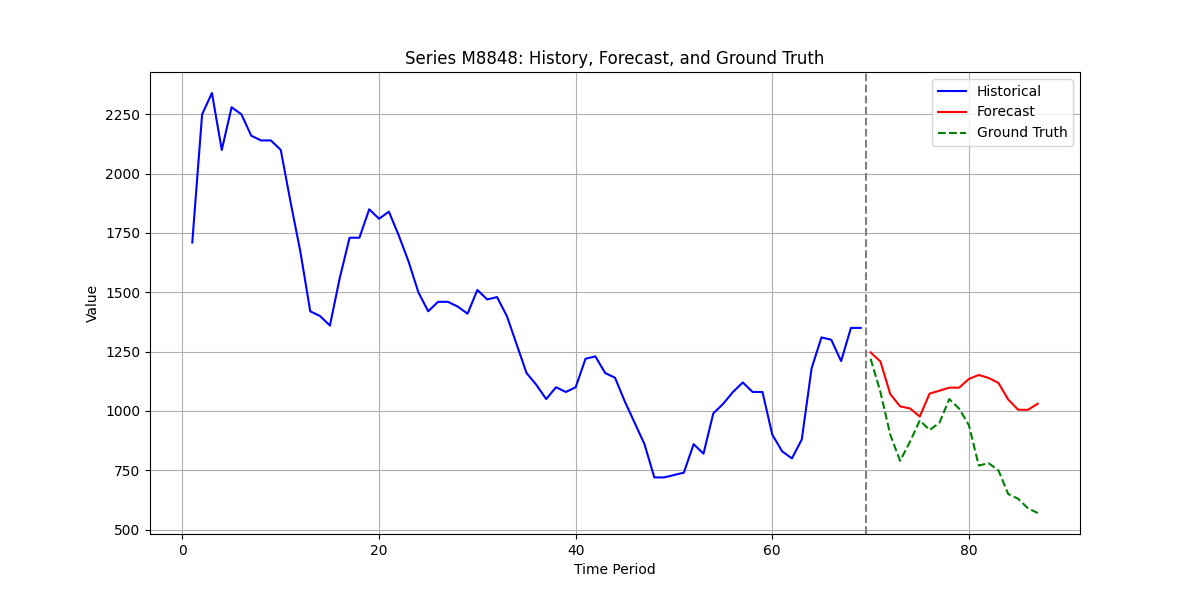 Series M8848: History, Forecast, and Ground Truth
Historical
Forecast
Ground Truth
Value
2250
2000
1750
1500
1250
1000
750
500
0
20
40
60
80
Time Period